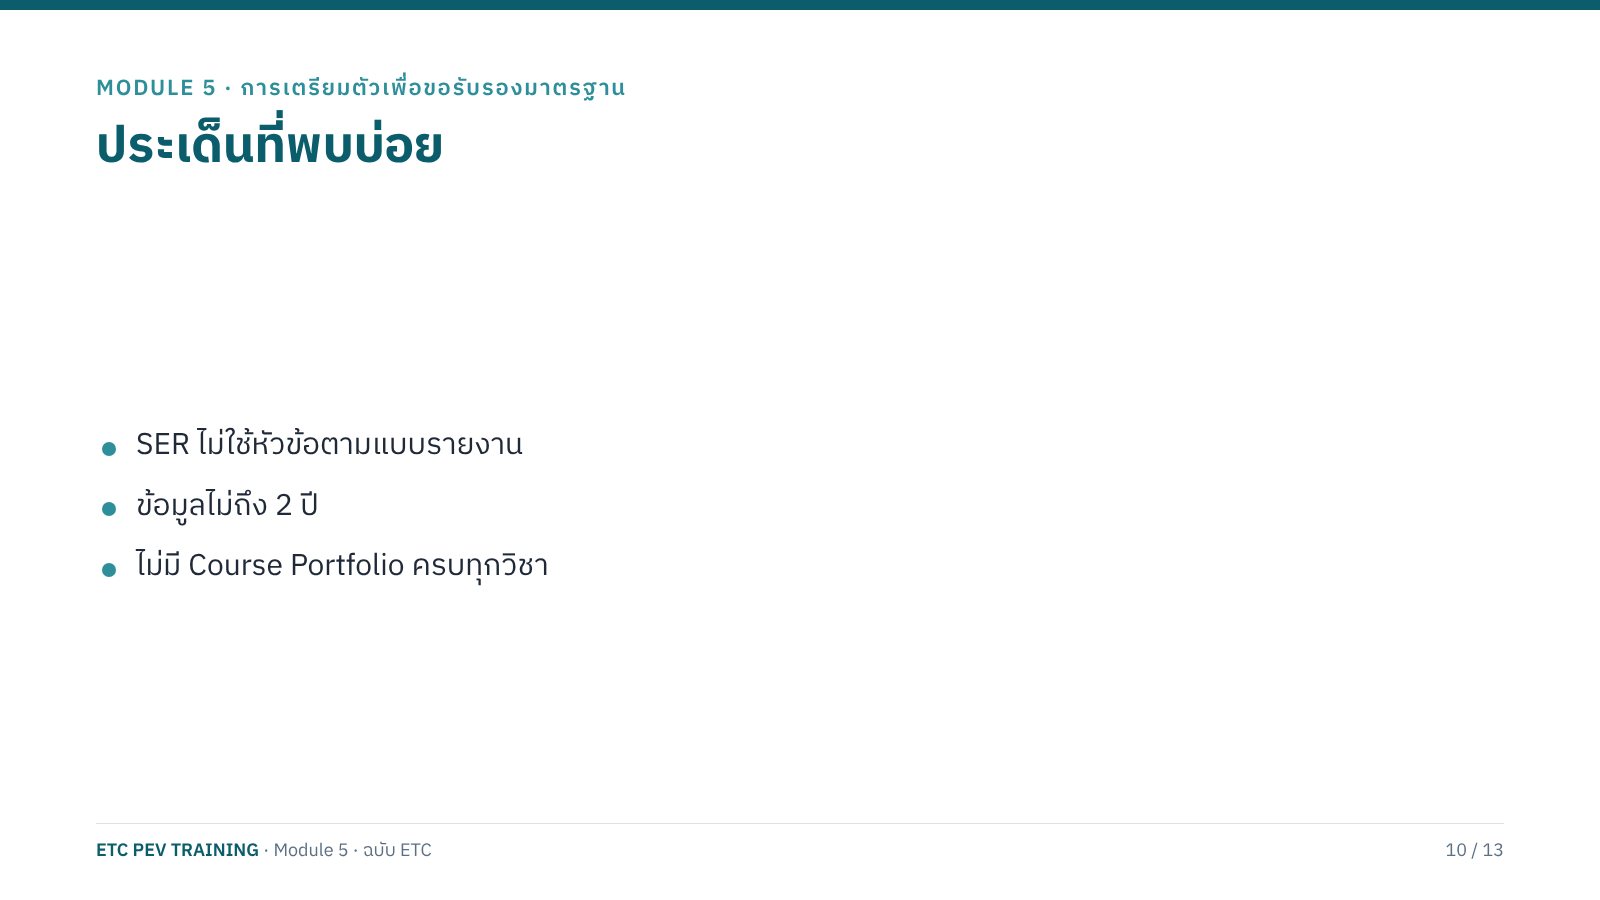 MODULE 5 · การเตรียมตัวเพื่อขอรับรองมาตรฐาน
ประเด็นที่พบบ่อย
SER ไม่ใช้หัวข้อตามแบบรายงาน
ข้อมูลไม่ถึง 2 ปี
ไม่มี Course Portfolio ครบทุกวิชา
ETC PEV TRAINING · Module 5 · ฉบับ ETC
10 / 13